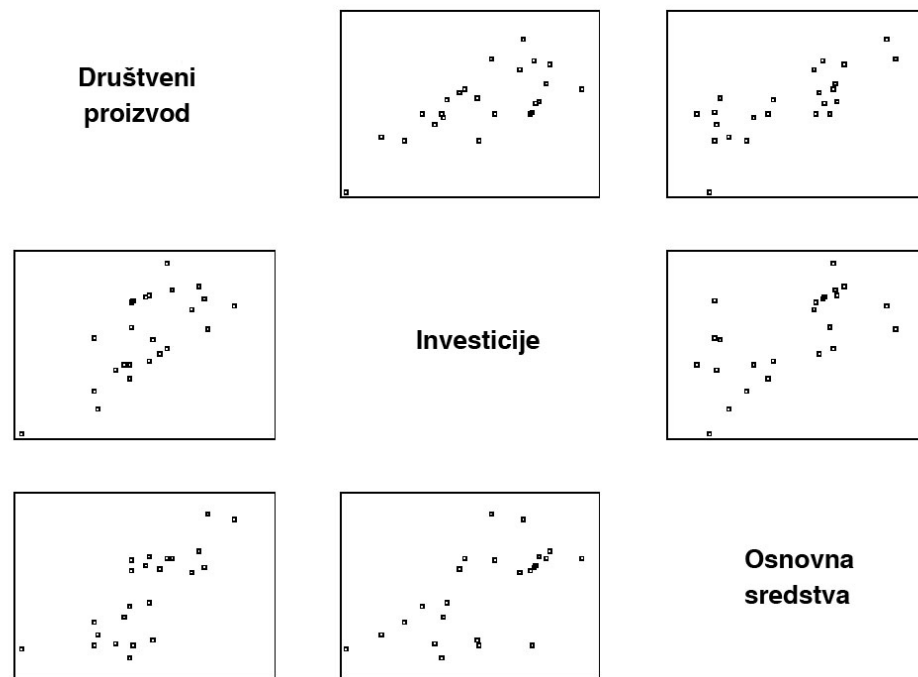 Društveni
proizvod
Investicije
Osnovna
sredstva